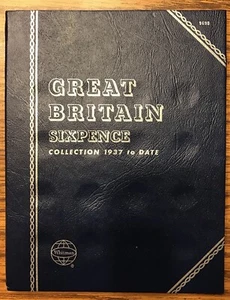 GREAT
BRITAIN
SIXPENCE
COLLECTION 1937 to DATE
Whitman